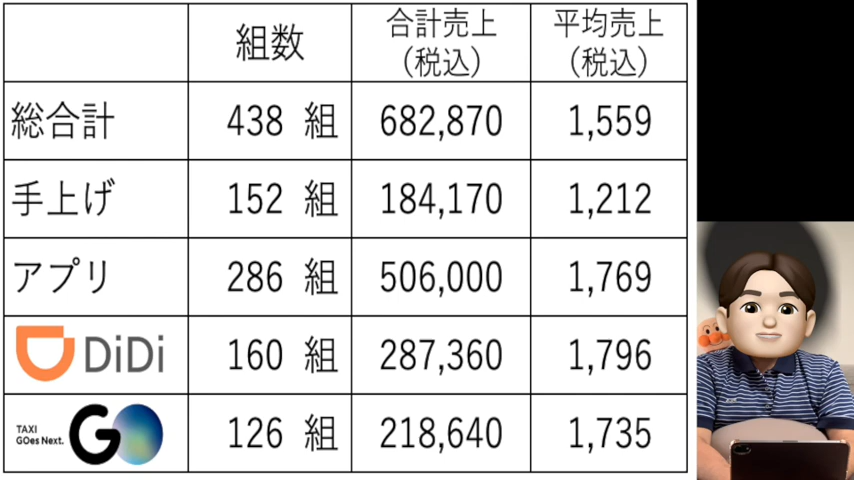 組数 合計売上 平均売上
(税込) (税込)
総合計 438 組 682,870 1,559
手上げ 152 組 184,170 1,212
アプリ 286 組 506,000 1,769
DiDi 160 組 287,360 1,796
TAXI
GOes Next. GO 126 組 218,640 1,735